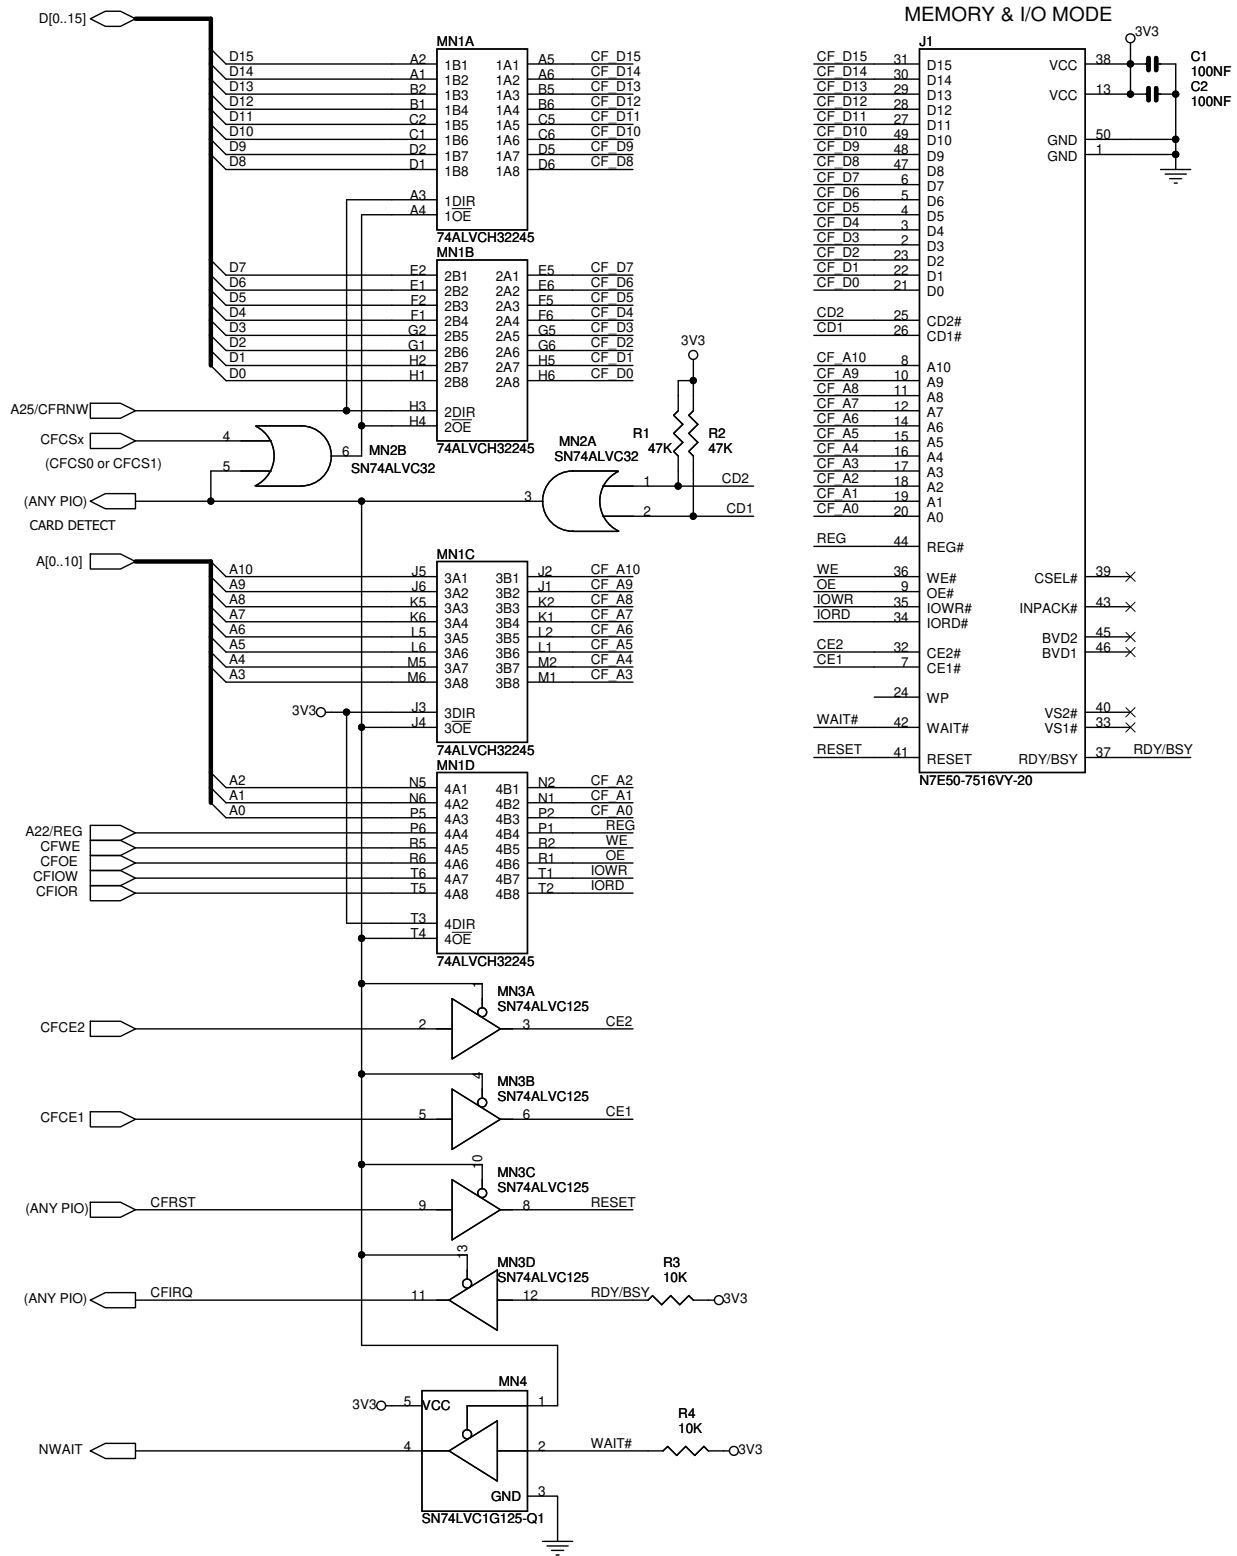 MEMORY & I/O MODE
D[0..15]
MN1A
D15 A2 1B1 1A1 A5 CF_D15
D14 A1 1B2 1A2 A6 CF_D14
D13 B2 1B3 1A3 B5 CF_D13
D12 B1 1B4 1A4 B6 CF_D12
D11 C2 1B5 1A5 C5 CF_D11
D10 C1 1B6 1A6 C6 CF_D10
D9 D2 1B7 1A7 D5 CF_D9
D8 D1 1B8 1A8 D6 CF_D8
A3 1DIR
A4 1OE
74ALVCH32245
MN1B
D7 E2 2B1 2A1 E5 CF_D7
D6 E1 2B2 2A2 E6 CF_D6
D5 F2 2B3 2A3 F5 CF_D5
D4 F1 2B4 2A4 F6 CF_D4
D3 G2 2B5 2A5 G5 CF_D3
D2 G1 2B6 2A6 G6 CF_D2
D1 H2 2B7 2A7 H5 CF_D1
D0 H1 2B8 2A8 H6 CF_D0
A25/CFRNW H3 2DIR
H4 2OE
74ALVCH32245
CFCSx 4
(CFCS0 or CFCS1) 5
6 MN2B
SN74ALVC32
3V3
R1
47K
R2
47K
MN2A
SN74ALVC32
1 CD2
2 CD1
3
(ANY PIO)
CARD DETECT
A[0..10]
MN1C
A10 J5 3A1 3B1 J2 CF_A10
A9 J6 3A2 3B2 J1 CF_A9
A8 K5 3A3 3B3 K2 CF_A8
A7 K6 3A4 3B4 K1 CF_A7
A6 L5 3A5 3B5 L2 CF_A6
A5 L6 3A6 3B6 L1 CF_A5
A4 M5 3A7 3B7 M2 CF_A4
A3 M6 3A8 3B8 M1 CF_A3
3V3 J3 3DIR
J4 3OE
74ALVCH32245
MN1D
A2 N5 4A1 4B1 N2 CF_A2
A1 N6 4A2 4B2 N1 CF_A1
A0 P5 4A3 4B3 P2 CF_A0
A22/REG P6 4A4 4B4 P1 REG
CFWE R5 4A5 4B5 R2 WE
CFOE R6 4A6 4B6 R1 OE
CFIOW T6 4A7 4B7 T1 IOWR
CFIOR T5 4A8 4B8 T2 IORD
T3 4DIR
T4 4OE
74ALVCH32245
1 MN3A
SN74ALVC125
CFCE2 2 3 CE2
4 MN3B
SN74ALVC125
CFCE1 5 6 CE1
10 MN3C
SN74ALVC125
(ANY PIO) CFRST 9 8 RESET
13 MN3D
SN74ALVC125
(ANY PIO) CFIRQ 11 12 RDY/BSY
R3
10K
3V3
MN4
3V3 5 VCC 1
NWAIT 4 2 WAIT#
R4
10K
3V3
GND 3
SN74LVC1G125-Q1
J1
CF_D15 31 D15
CF_D14 30 D14
CF_D13 29 D13
CF_D12 28 D12
CF_D11 27 D11
CF_D10 49 D10
CF_D9 48 D9
CF_D8 47 D8
CF_D7 6 D7
CF_D6 5 D6
CF_D5 4 D5
CF_D4 3 D4
CF_D3 2 D3
CF_D2 23 D2
CF_D1 22 D1
CF_D0 21 D0
CD2 25 CD2#
CD1 26 CD1#
CF_A10 8 A10
CF_A9 10 A9
CF_A8 11 A8
CF_A7 12 A7
CF_A6 14 A6
CF_A5 15 A5
CF_A4 16 A4
CF_A3 17 A3
CF_A2 18 A2
CF_A1 19 A1
CF_A0 20 A0
REG 44 REG#
WE 36 WE#
OE 9 OE#
IOWR 35 IOWR#
IORD 34 IORD#
CE2 32 CE2#
CE1 7 CE1#
24 WP
WAIT# 42 WAIT#
RESET 41 RESET
3V3
VCC 38
VCC 13
C1
100NF
C2
100NF
GND 50
GND 1
CSEL# 39
INPACK# 43
BVD2 45
BVD1 46
VS2# 40
VS1# 33
RDY/BSY 37 RDY/BSY
N7E50-7516VY-20